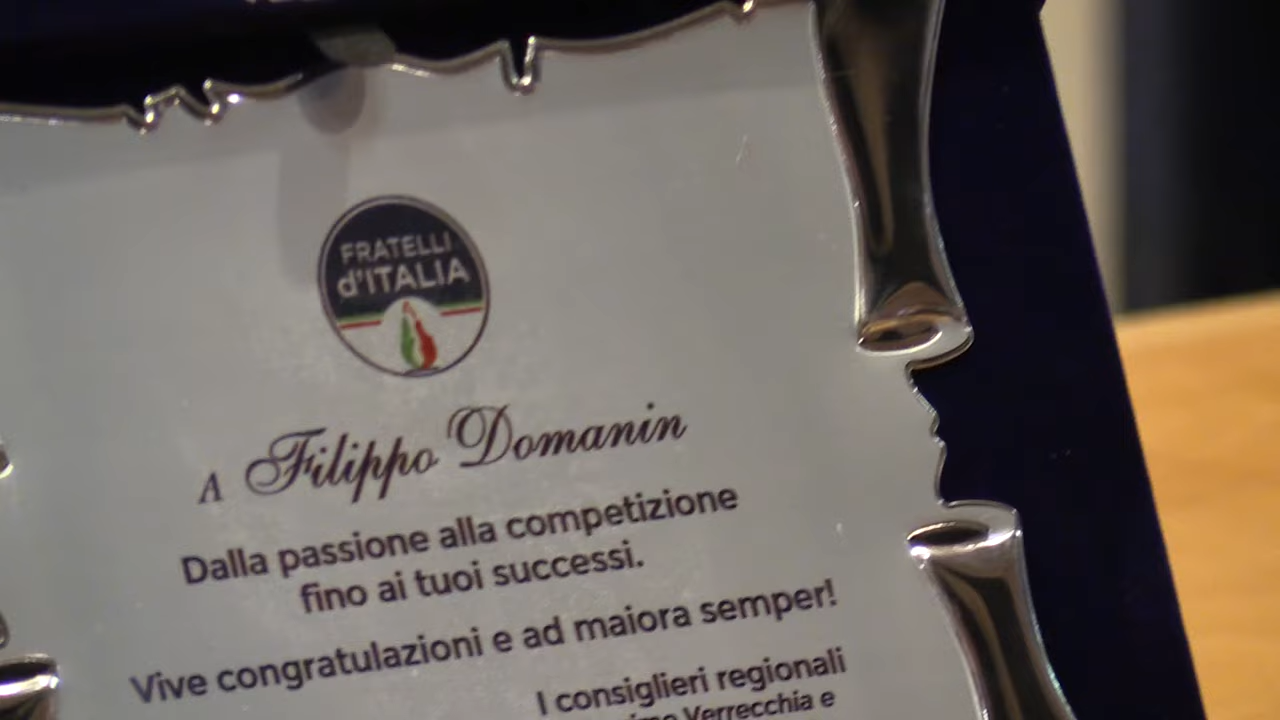 FRATELLI
d'ITALIA
A Filippo Domanin
Dalla passione alla competizione
fino ai tuoi successi.
Vive congratulazioni e ad maiora semper!
I consiglieri regionali
Verrecchia e